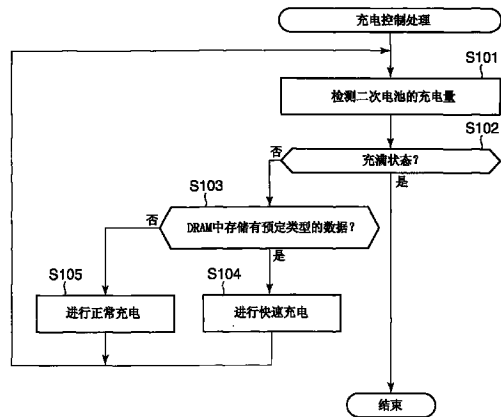 充电控制处理
S101
检测二次电池的充电量
S102
充满状态?
否
是
S103
DRAM中存储有预定类型的数据?
否
是
S105
S104
进行正常充电
进行快速充电
结束